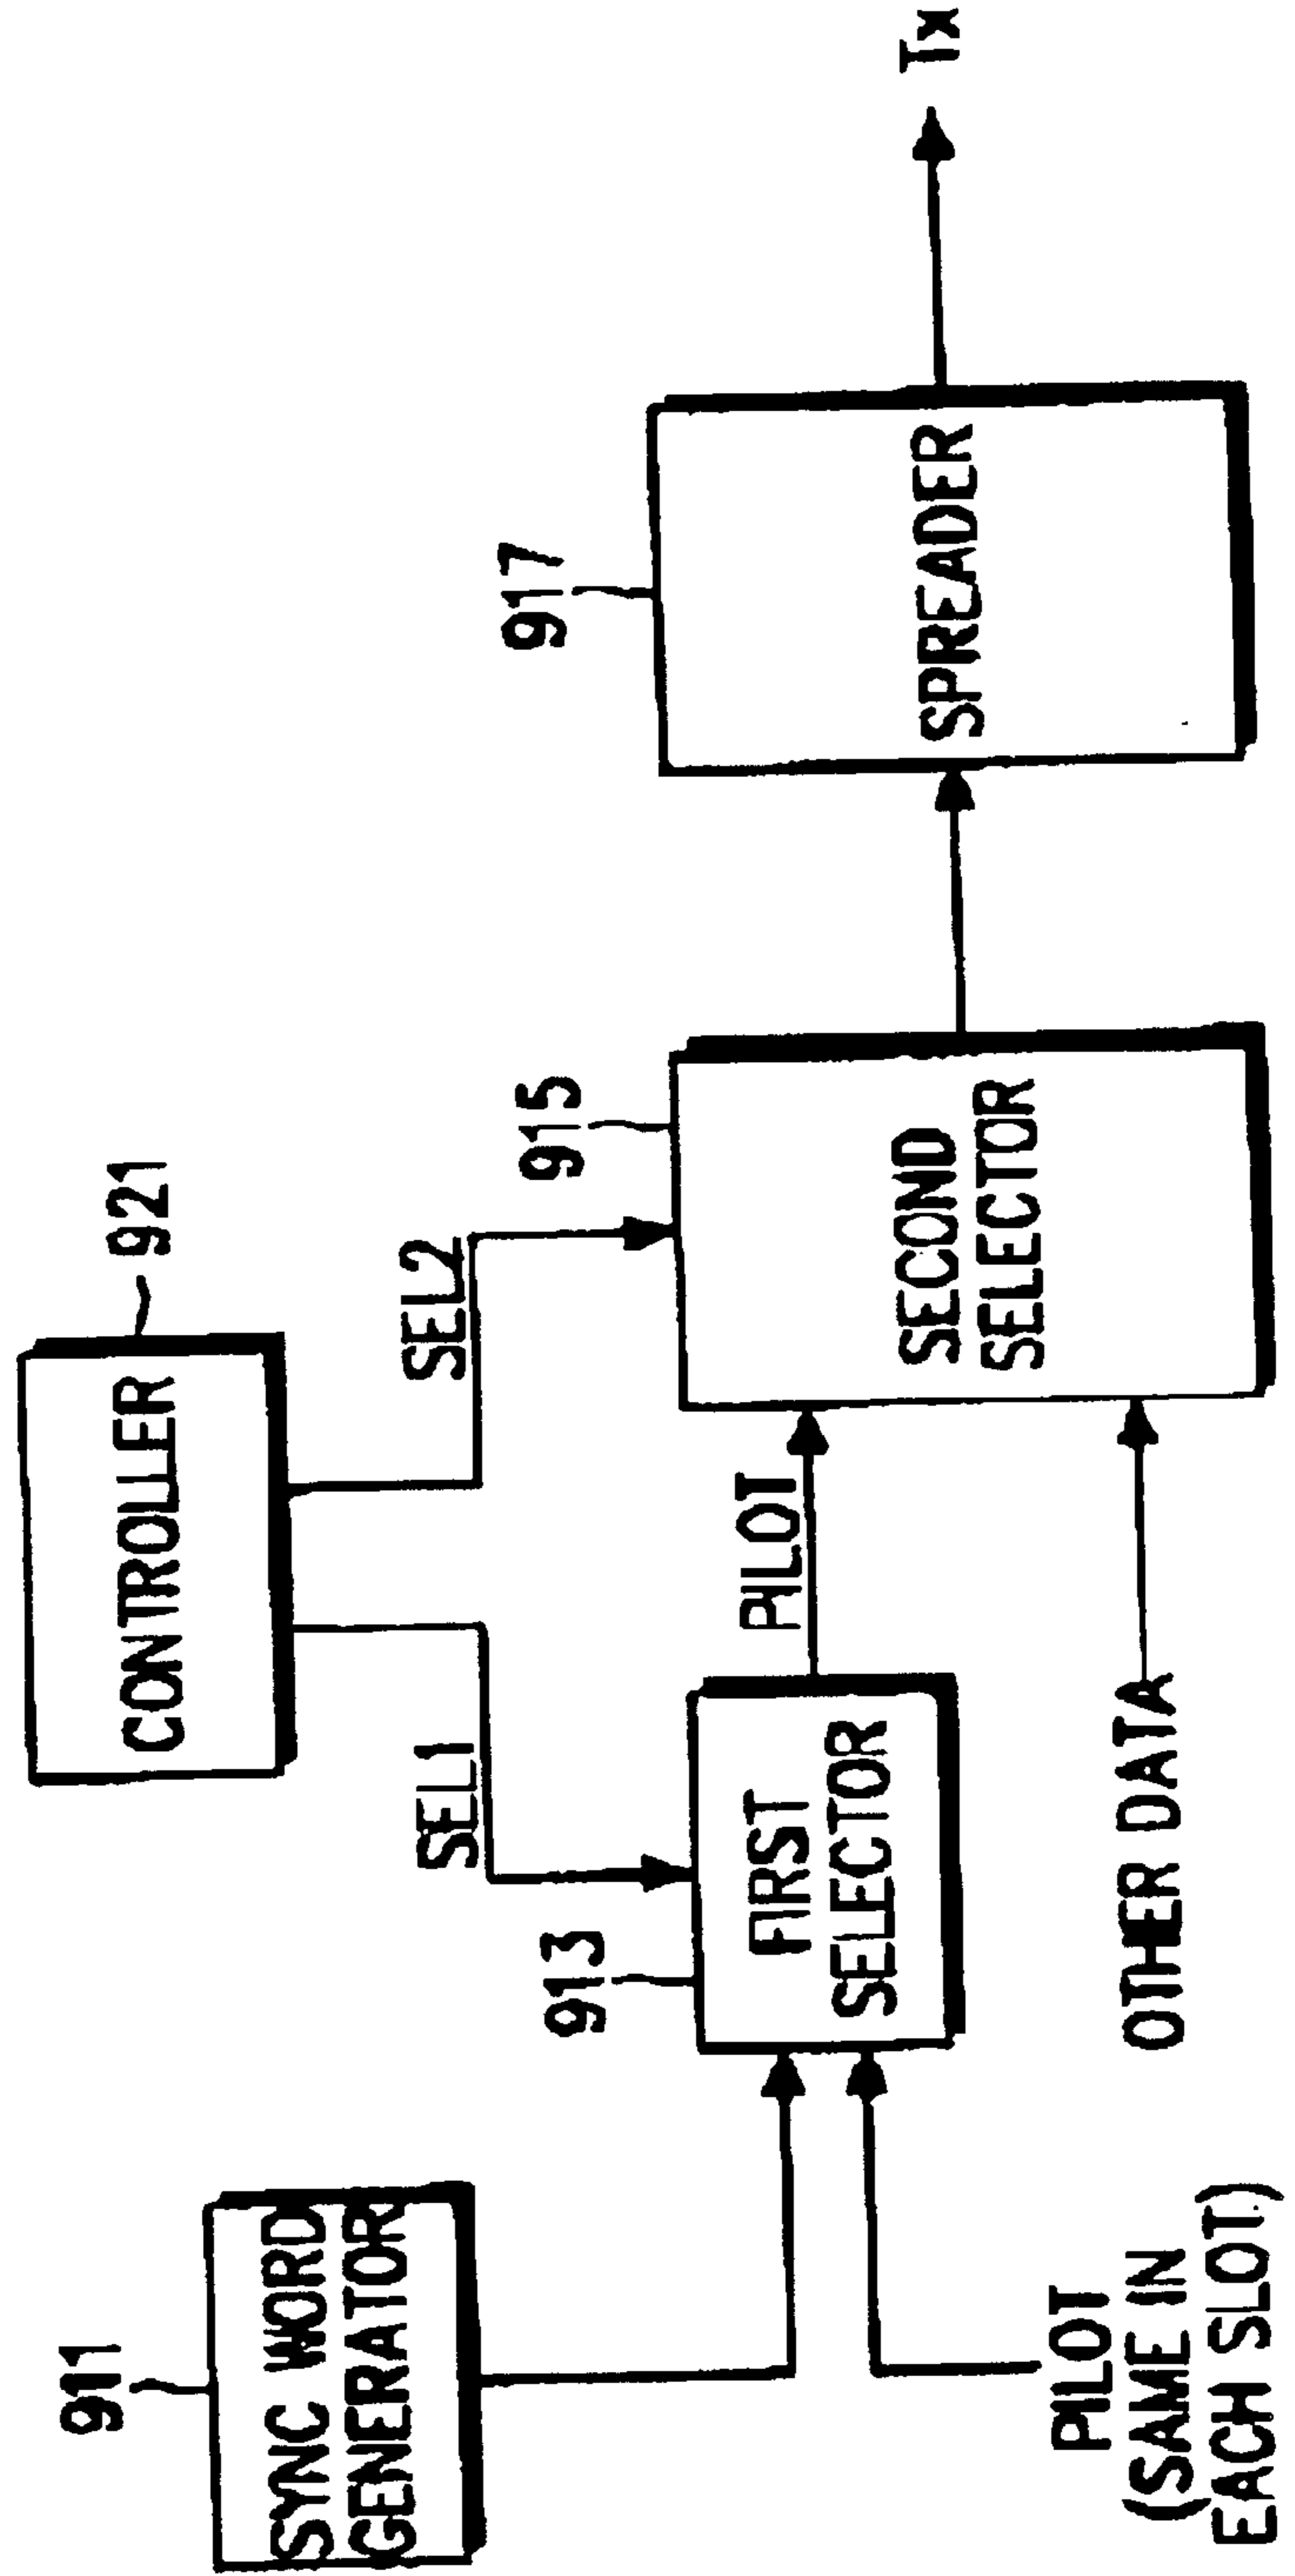 CONTROLLER
921
911
SYNC WORD
GENERATOR
SEL1
SEL2
913
FIRST
SELECTOR
PILOT
915
SECOND
SELECTOR
917
SPREADER
Tx
PILOT
(SAME IN
EACH SLOT)
OTHER DATA